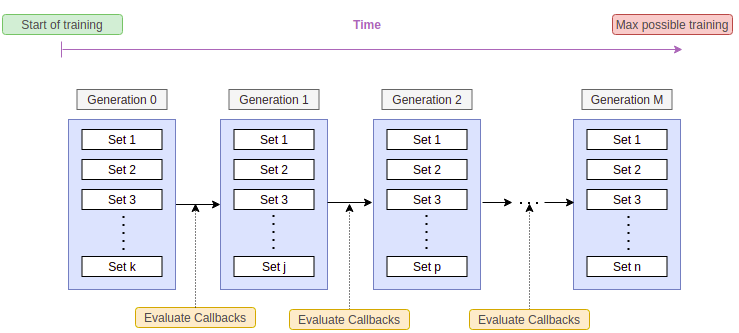 Start of training
Time
Max possible training
Generation 0
Generation 1
Generation 2
Generation M
Set 1
Set 2
Set 3
Set k
Set 1
Set 2
Set 3
Set j
Set 1
Set 2
Set 3
Set p
Set 1
Set 2
Set 3
Set n
Evaluate Callbacks
Evaluate Callbacks
Evaluate Callbacks